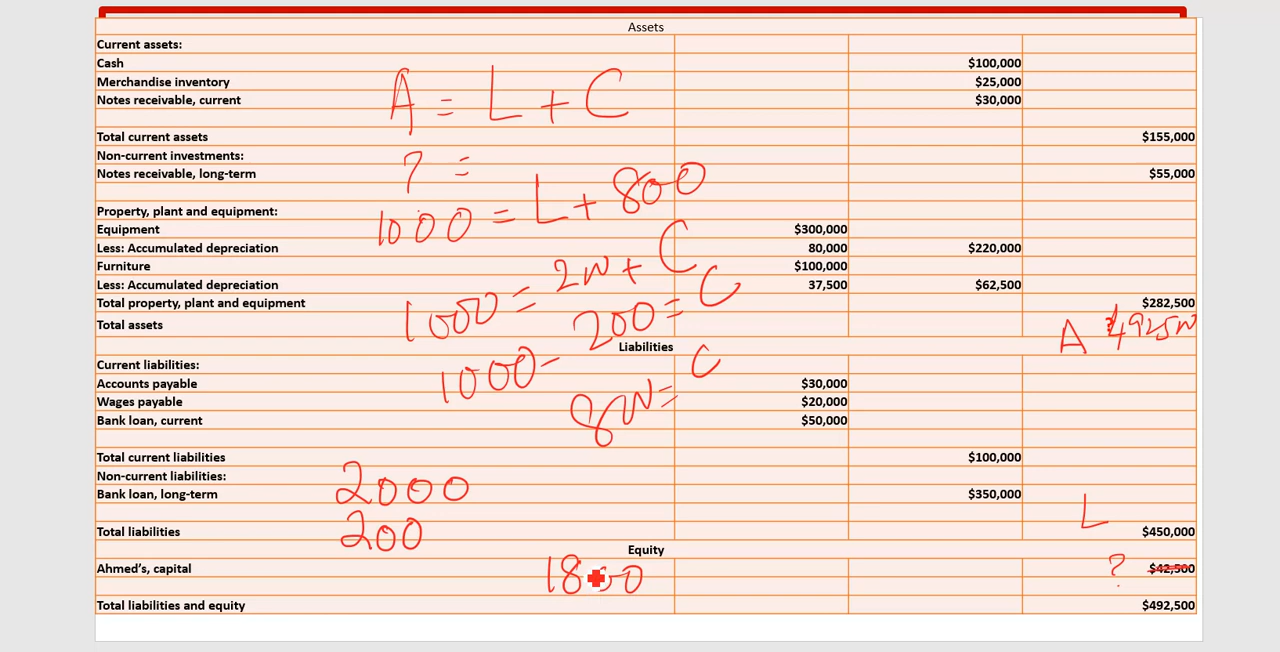 Assets
Current assets:
Cash $100,000
Merchandise inventory $25,000
Notes receivable, current $30,000
A = L + C
Total current assets $155,000
Non-current investments:
? =
Notes receivable, long-term $55,000
1000 = L + 800
Property, plant and equipment:
Equipment $300,000
Less: Accumulated depreciation 80,000 $220,000
Furniture $100,000
Less: Accumulated depreciation 37,500 $62,500
1000 = 200 + C
Total property, plant and equipment $282,500
Total assets
A $492500
1000 - 200 = C
Liabilities
Current liabilities:
Accounts payable $30,000
Wages payable $20,000
800 = C
Bank loan, current $50,000
Total current liabilities $100,000
Non-current liabilities:
2000
Bank loan, long-term $350,000
L
200
Total liabilities $450,000
Equity
Ahmed's, capital ? $42,500
1800
Total liabilities and equity $492,500